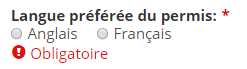 Langue préférée du permis: *
Anglais Français
Obligatoire